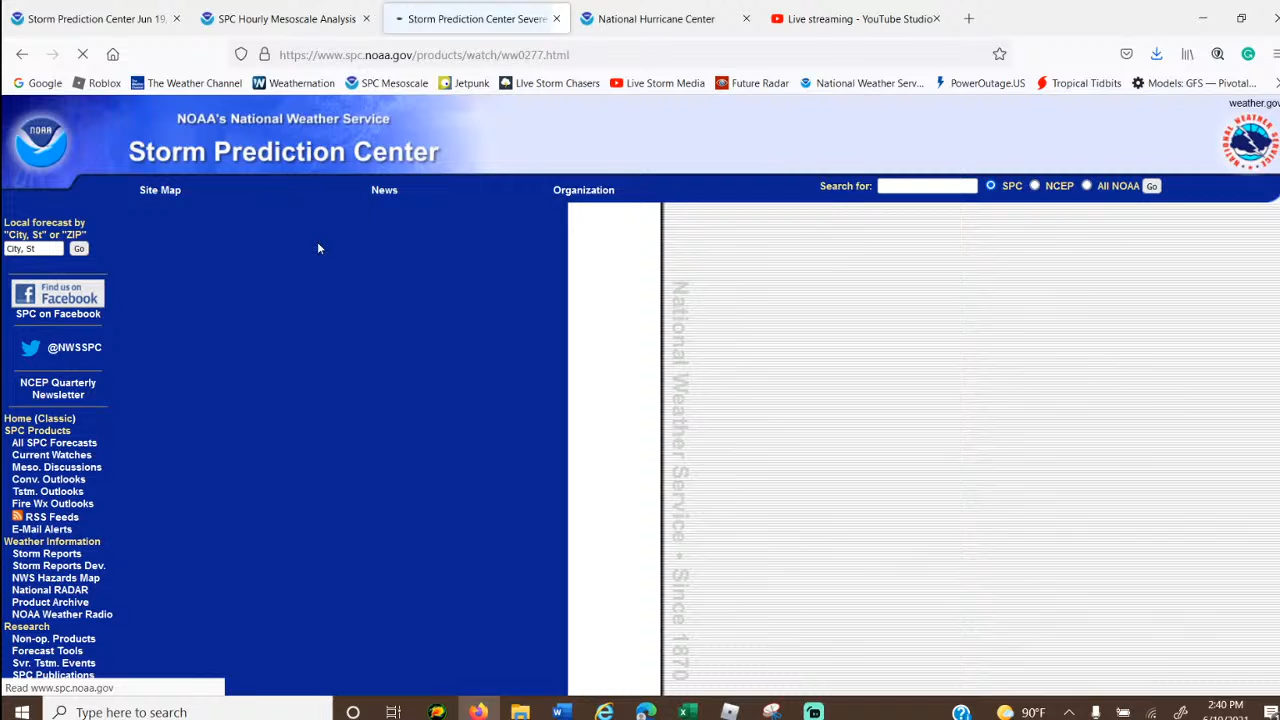 Storm Prediction Center Jun 19,
SPC Hourly Mesoscale Analysis
Storm Prediction Center Severe
National Hurricane Center
Live streaming - YouTube Studio
https://www.spc.noaa.gov/products/watch/ww0277.html
Google
Roblox
The Weather Channel
Weathernation
SPC Mesoscale
Jetpunk
Live Storm Chasers
Live Storm Media
Future Radar
National Weather Serv...
PowerOutage.US
Tropical Tidbits
Models: GFS — Pivotal...
weather.gov
NOAA
NOAA's National Weather Service
Storm Prediction Center
Site Map
News
Organization
Search for:
SPC
NCEP
All NOAA
Go
Local forecast by
"City, St" or "ZIP"
City, St
Go
Find us on
Facebook
SPC on Facebook
@NWSSPC
NCEP Quarterly
Newsletter
Home (Classic)
SPC Products
All SPC Forecasts
Current Watches
Meso. Discussions
Conv. Outlooks
Tstm. Outlooks
Fire Wx Outlooks
RSS Feeds
E-Mail Alerts
Weather Information
Storm Reports
Storm Reports Dev.
NWS Hazards Map
National RADAR
Product Archive
NOAA Weather Radio
Research
Non-op. Products
Forecast Tools
Svr. Tstm. Events
SPC Publications
National Weather Service • Since 1870
Read www.spc.noaa.gov
Type here to search
90°F
2:40 PM